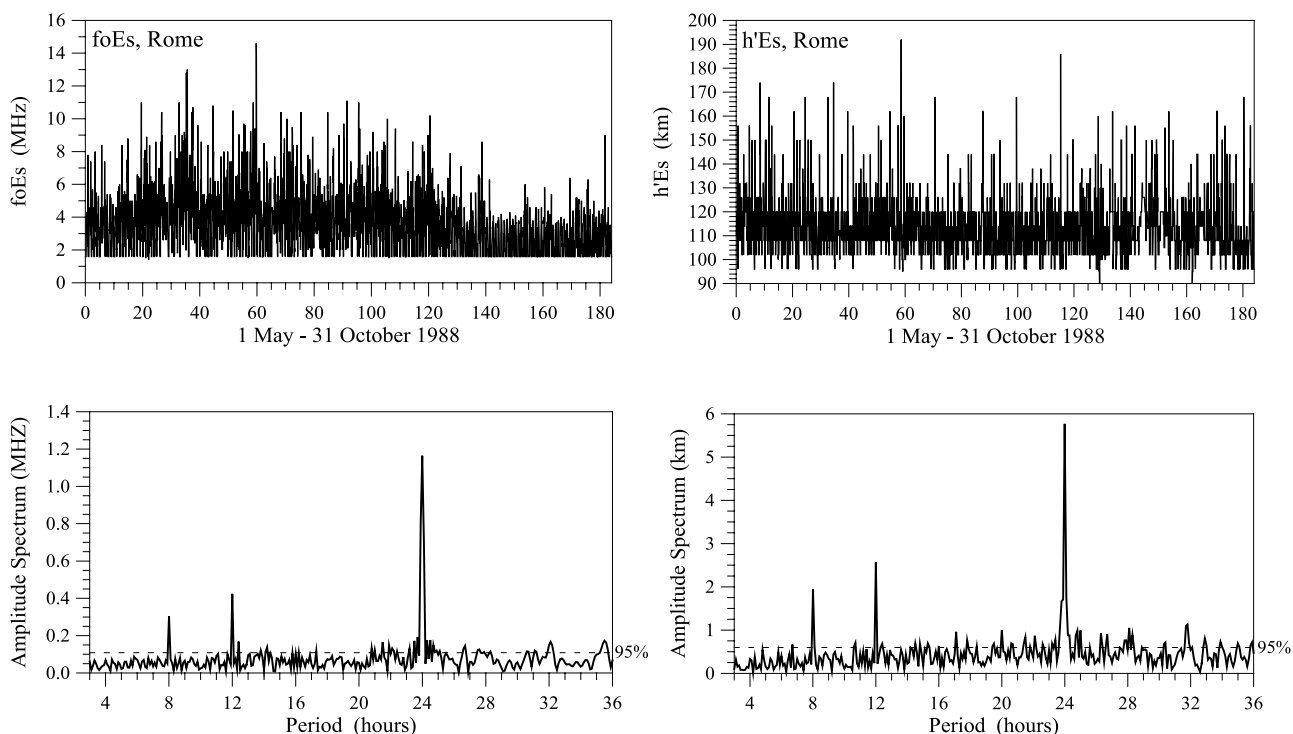 foEs, Rome
foEs (MHz)
16
14
12
10
8
6
4
2
0
0 20 40 60 80 100 120 140 160 180
1 May - 31 October 1988
h'Es, Rome
h'Es (km)
200
190
180
170
160
150
140
130
120
110
100
90
0 20 40 60 80 100 120 140 160 180
1 May - 31 October 1988
Amplitude Spectrum (MHZ)
1.4
1.2
1.0
0.8
0.6
0.4
0.2
0.0
95%
4 8 12 16 20 24 28 32 36
Period (hours)
Amplitude Spectrum (km)
6
5
4
3
2
1
0
95%
4 8 12 16 20 24 28 32 36
Period (hours)